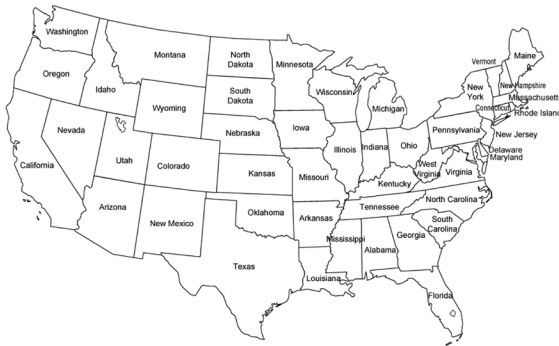 Washington
Oregon
California
Nevada
Idaho
Montana
Wyoming
Utah
Colorado
Arizona
New Mexico
North
Dakota
South
Dakota
Nebraska
Kansas
Oklahoma
Texas
Minnesota
Iowa
Missouri
Arkansas
Louisiana
Wisconsin
Illinois
Michigan
Indiana
Ohio
Kentucky
Tennessee
Mississippi
Alabama
Georgia
Florida
South
Carolina
North Carolina
West
Virginia
Virginia
Pennsylvania
New
York
Vermont
New Hampshire
Maine
Massachusetts
Connecticut
Rhode Island
New Jersey
Delaware
Maryland